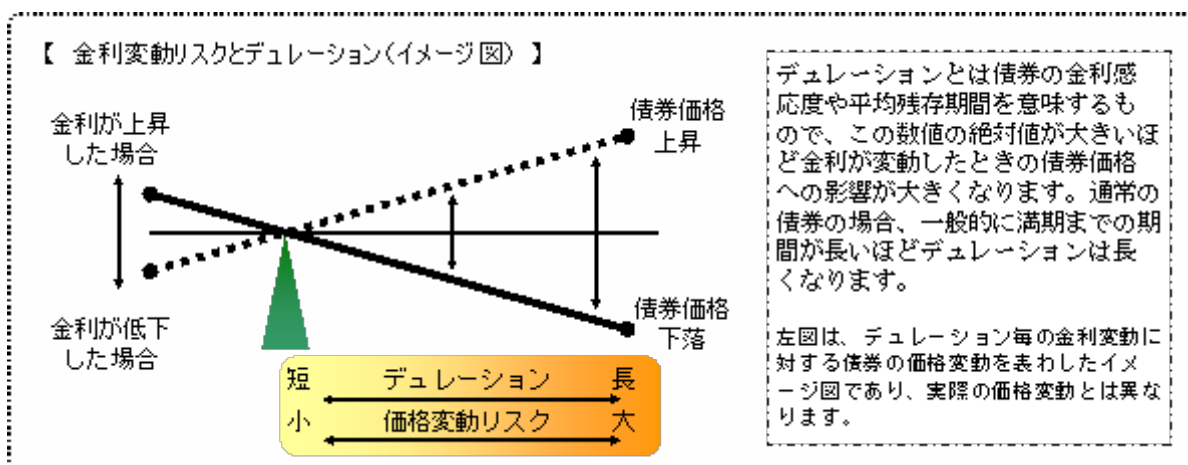 【 金利変動リスクとデュレーション(イメージ図) 】
金利が上昇
した場合
債券価格
上昇
金利が低下
した場合
債券価格
下落
短 デュレーション 長
小 価格変動リスク 大
デュレーションとは債券の金利感
応度や平均残存期間を意味するも
ので、この数値の絶対値が大きいほ
ど金利が変動したときの債券価格
への影響が大きくなります。通常の
債券の場合、一般的に満期までの期
間が長いほどデュレーションは長
くなります。
左図は、デュレーション毎の金利変動に
対する債券の価格変動を表わしたイメ
ージ図であり、実際の価格変動とは異な
ります。